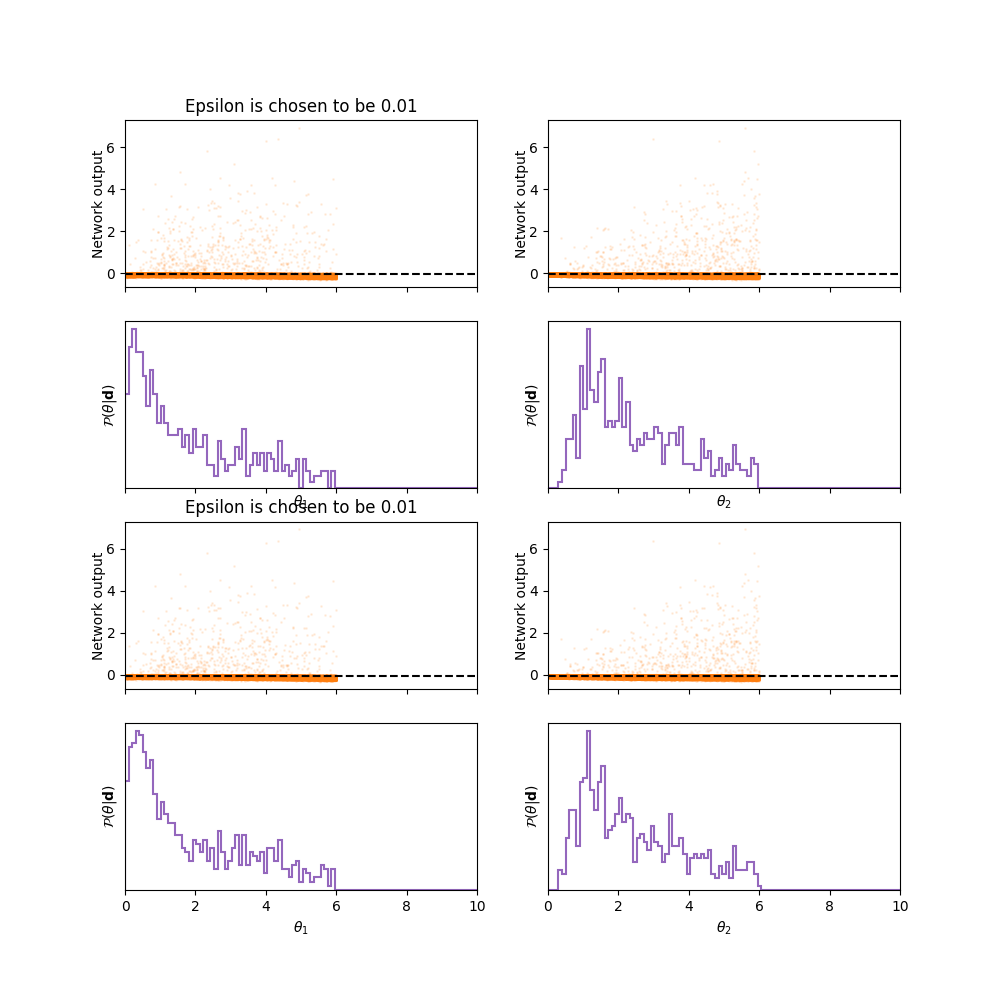 Epsilon is chosen to be 0.01
Network output
6
4
2
0
Network output
6
4
2
0
𝒫(θ|𝐝)
θ₁
𝒫(θ|𝐝)
θ₂
Epsilon is chosen to be 0.01
Network output
6
4
2
0
Network output
6
4
2
0
𝒫(θ|𝐝)
0 2 4 6 8 10
θ₁
𝒫(θ|𝐝)
0 2 4 6 8 10
θ₂